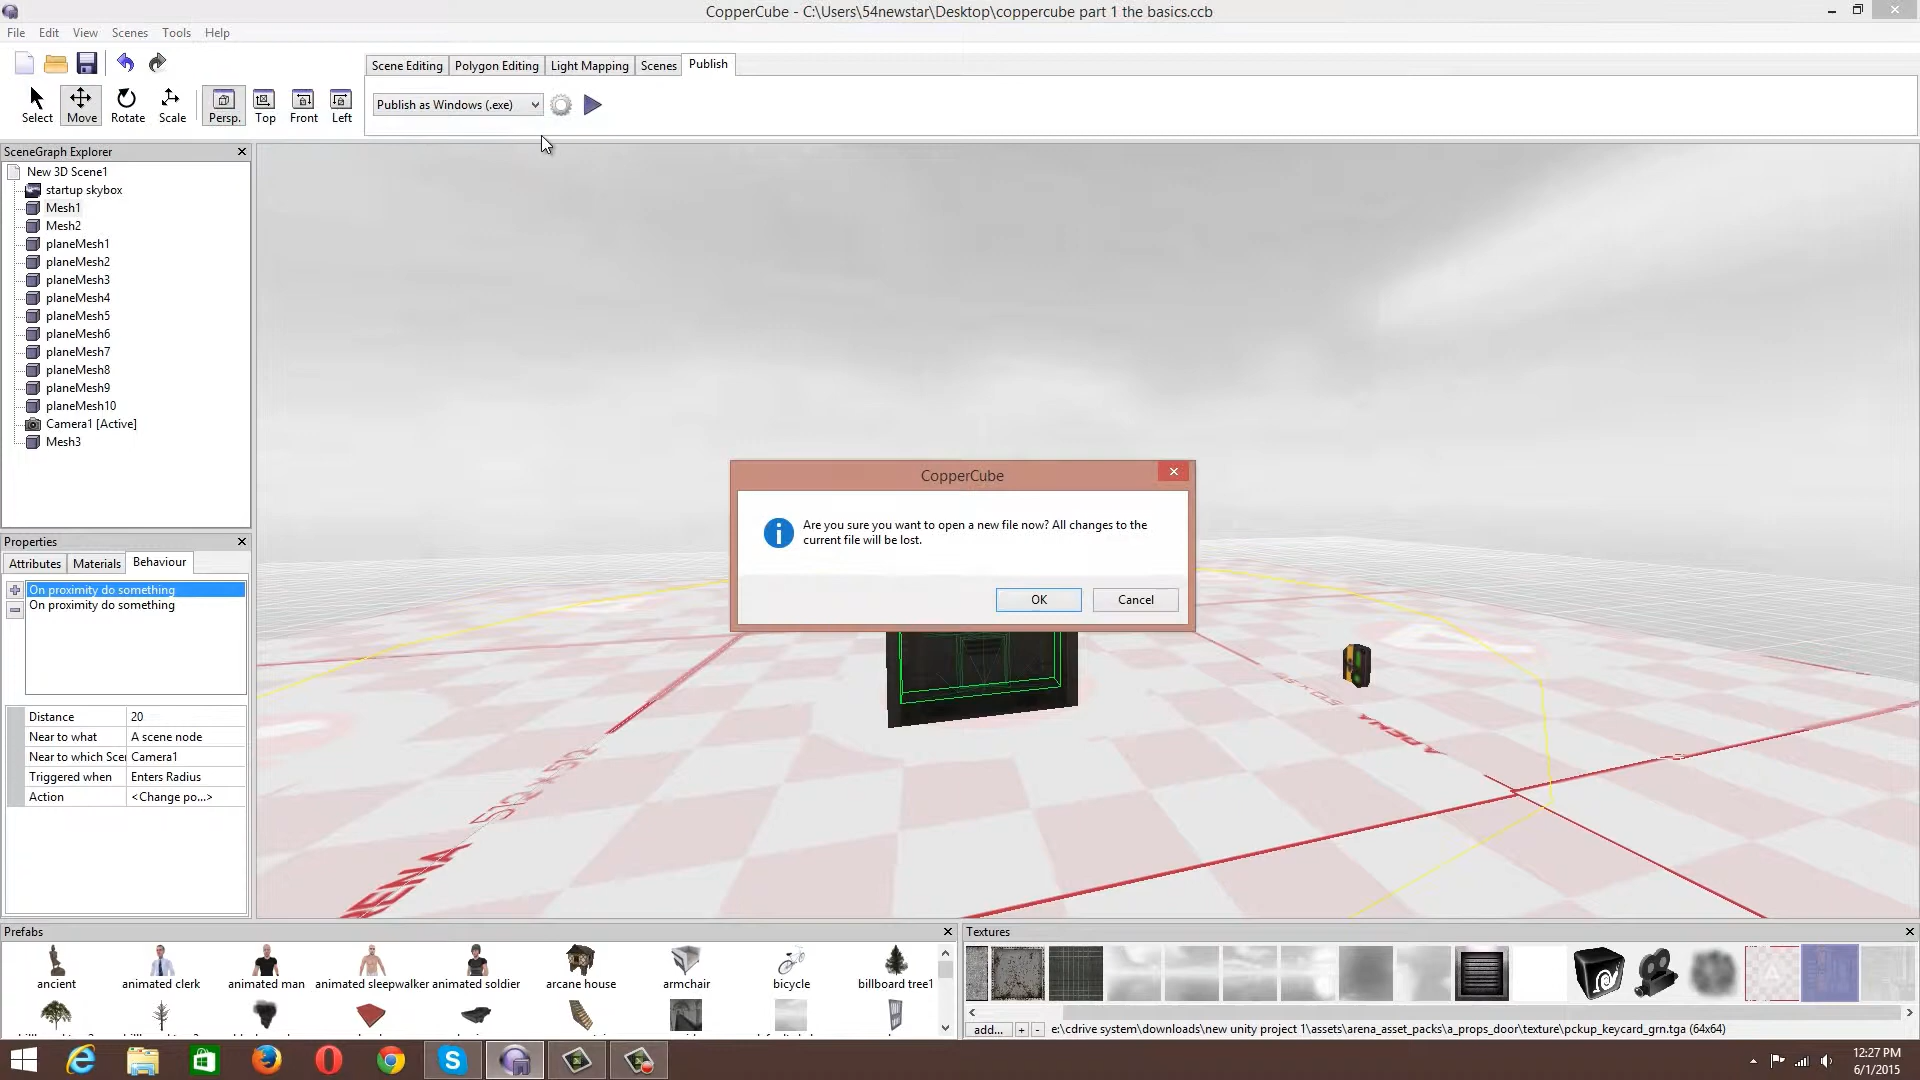 CopperCube - C:\Users\54newstar\Desktop\coppercube part 1 the basics.ccb
File Edit View Scenes Tools Help
Scene Editing Polygon Editing Light Mapping Scenes Publish
Select Move Rotate Scale Persp. Top Front Left
Publish as Windows (.exe)
SceneGraph Explorer
New 3D Scene1
startup skybox
Mesh1
Mesh2
planeMesh1
planeMesh2
planeMesh3
planeMesh4
planeMesh5
planeMesh6
planeMesh7
planeMesh8
planeMesh9
planeMesh10
Camera1 [Active]
Mesh3
CopperCube
Are you sure you want to open a new file now? All changes to the
current file will be lost.
OK Cancel
Properties
Attributes Materials Behaviour
On proximity do something
On proximity do something
Distance 20
Near to what A scene node
Near to which Scer Camera1
Triggered when Enters Radius
Action <Change po...>
Prefabs
ancient animated clerk animated man animated sleepwalker animated soldier arcane house armchair bicycle billboard tree1
Textures
add... + - e:\cdrive system\downloads\new unity project 1\assets\arena_asset_packs\a_props_door\texture\pckup_keycard_grn.tga (64x64)
12:27 PM
6/1/2015